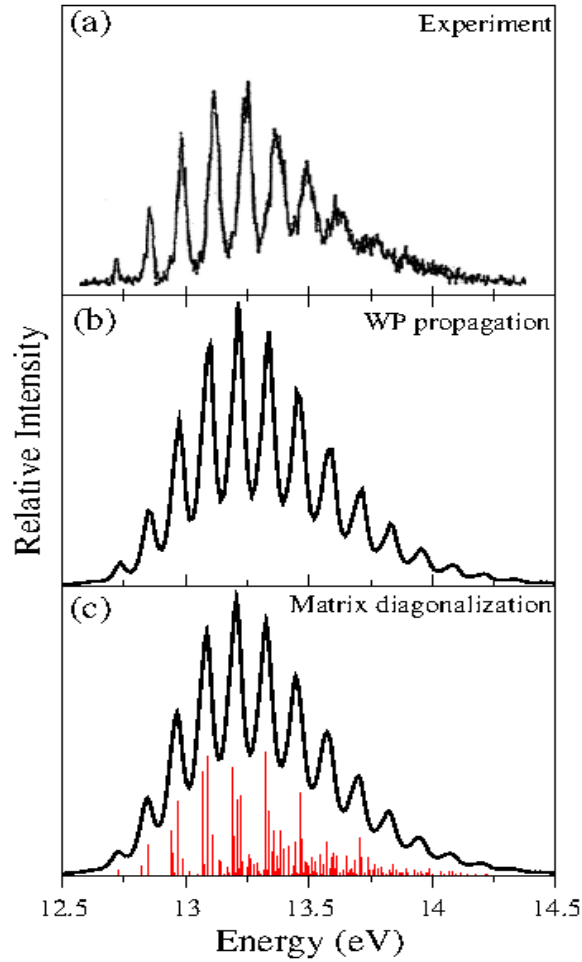 (a) Experiment
(b) WP propagation
(c) Matrix diagonalization
Relative Intensity
12.5 13 13.5 14 14.5
Energy (eV)